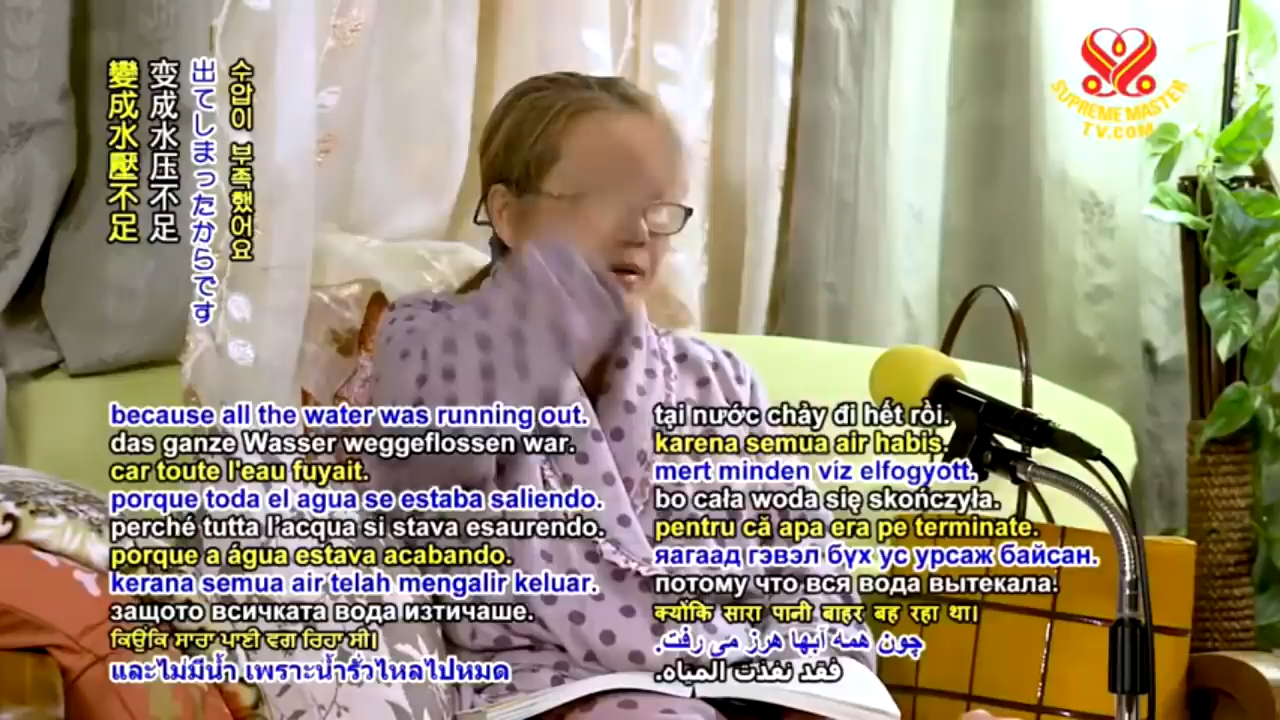 變成水壓不足
变成水压不足
出てしまったからです
수압이 부족했어요
SUPREME MASTER
TV.COM
because all the water was running out.
das ganze Wasser weggeflossen war.
car toute l'eau fuyait.
porque toda el agua se estaba saliendo.
perché tutta l'acqua si stava esaurendo.
porque a água estava acabando.
kerana semua air telah mengalir keluar.
защото всичката вода изтичаше.
ਕਿਉਂਕਿ ਸਾਰਾ ਪਾਣੀ ਵਗ ਰਿਹਾ ਸੀ।
และไม่มีน้ำ เพราะน้ำรั่วไหลไปหมด
tại nước chảy đi hết rồi.
karena semua air habis.
mert minden víz elfogyott.
bo cała woda się skończyła.
pentru că apa era pe terminate.
яагаад гэвэл бүх ус урсаж байсан.
потому что вся вода вытекала.
क्योंकि सारा पानी बाहर बह रहा था।
چون همه آبها هرز می رفت.
فقد نفذت المياه.